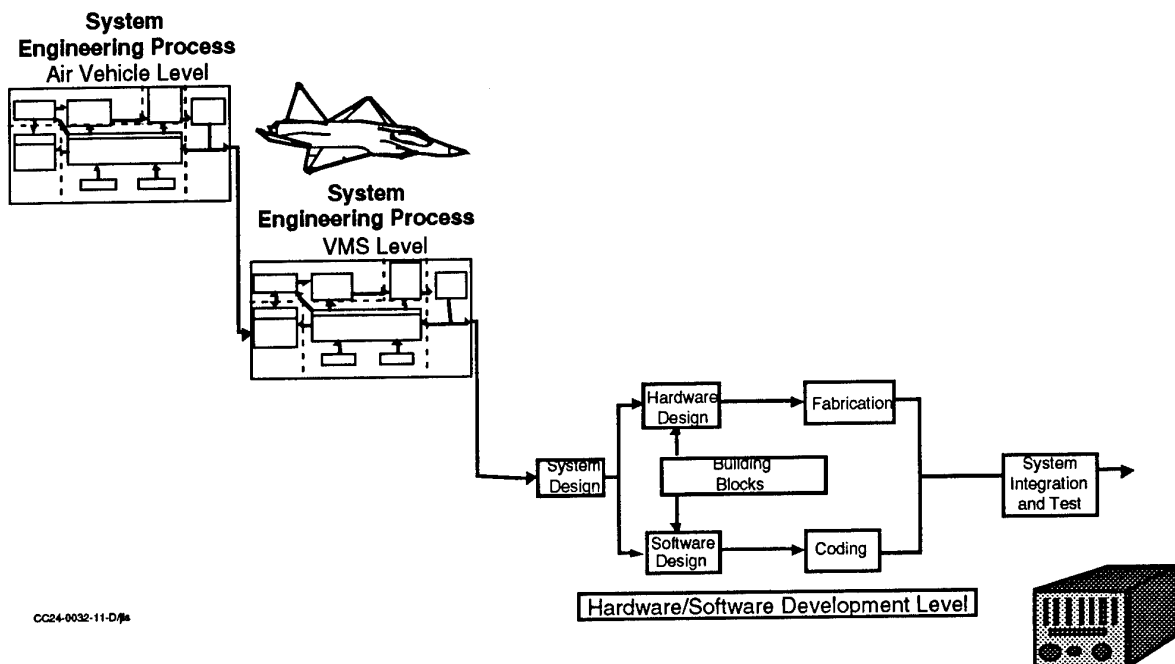 System
Engineering Process
Air Vehicle Level
System
Engineering Process
VMS Level
Hardware
Design
Fabrication
System
Design
Building
Blocks
System
Integration
and Test
Software
Design
Coding
Hardware/Software Development Level